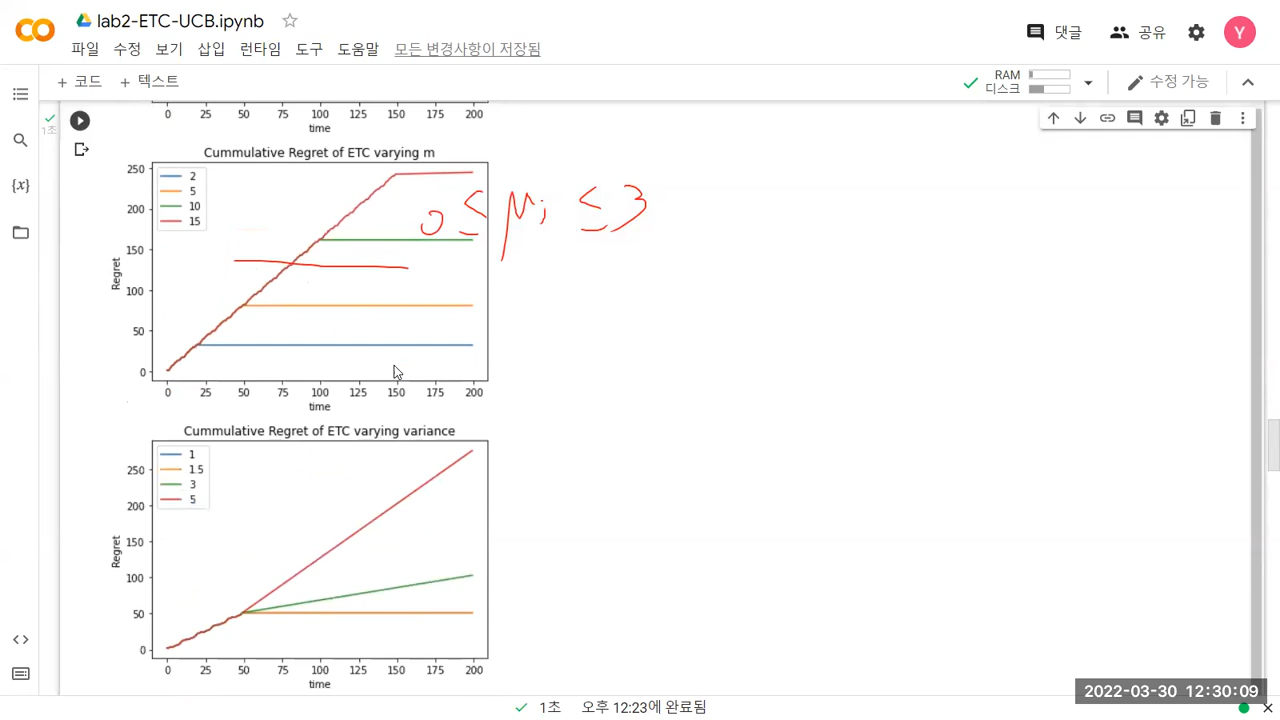 lab2-ETC-UCB.ipynb
댓글
공유
Y
파일 수정 보기 삽입 런타임 도구 도움말 모든 변경사항이 저장됨
+ 코드 + 텍스트
RAM
디스크
수정 가능
{x}
1초
0 25 50 75 100 125 150 175 200
time
Cummulative Regret of ETC varying m
250
200
150
100
50
0
Regret
2
5
10
15
0 ≤ μi ≤ 3
0 25 50 75 100 125 150 175 200
time
Cummulative Regret of ETC varying variance
250
200
150
100
50
0
Regret
1
1.5
3
5
0 25 50 75 100 125 150 175 200
time
2022-03-30 12:30:09
1초 오후 12:23에 완료됨